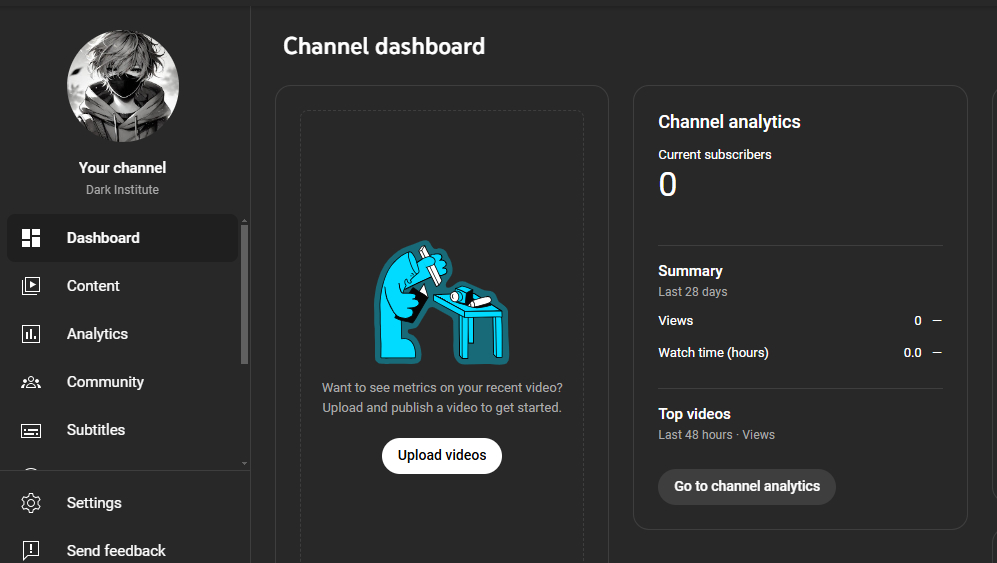 Channel dashboard
Your channel
Dark Institute
Dashboard
Content
Analytics
Community
Subtitles
Settings
Send feedback
Want to see metrics on your recent video?
Upload and publish a video to get started.
Upload videos
Channel analytics
Current subscribers
0
Summary
Last 28 days
Views 0 —
Watch time (hours) 0.0 —
Top videos
Last 48 hours · Views
Go to channel analytics